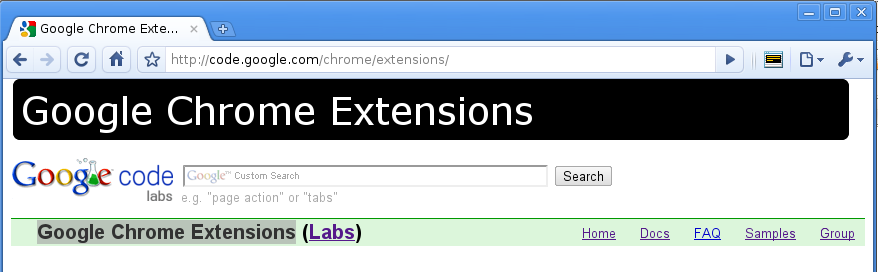 Google Chrome Exte...
http://code.google.com/chrome/extensions/
Google Chrome Extensions
Google code
labs
Google™ Custom Search
Search
e.g. "page action" or "tabs"
Google Chrome Extensions (Labs)
Home Docs FAQ Samples Group